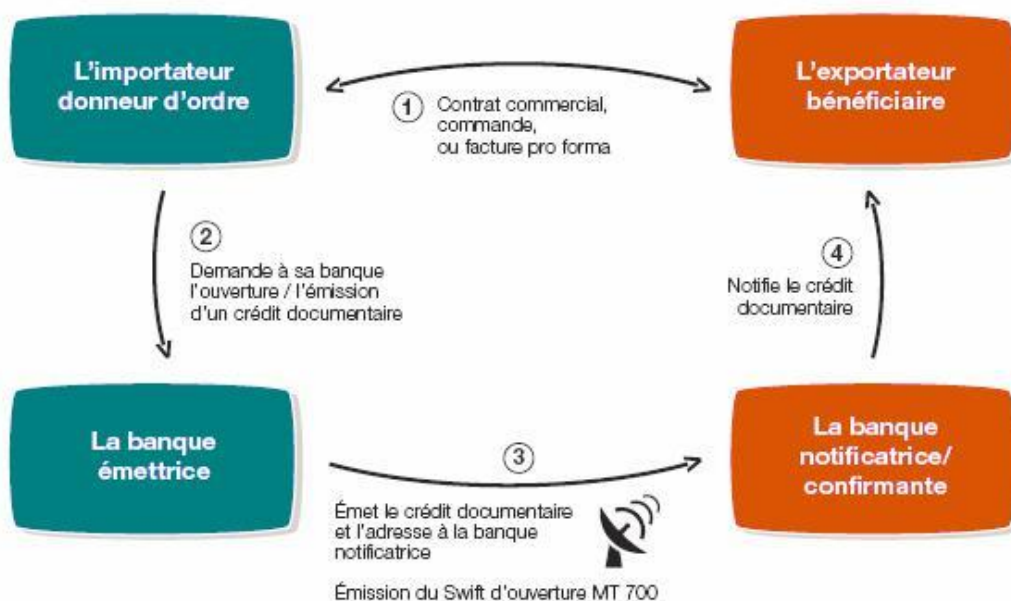 L'importateur
donneur d'ordre
1
Contrat commercial,
commande,
ou facture pro forma
L'exportateur
bénéficiaire
2
Demande à sa banque
l'ouverture / l'émission
d'un crédit documentaire
4
Notifie le crédit
documentaire
La banque
émettrice
3
Émet le crédit documentaire
et l'adresse à la banque
notificatrice
Émission du Swift d'ouverture MT 700
La banque
notificatrice/
confirmante